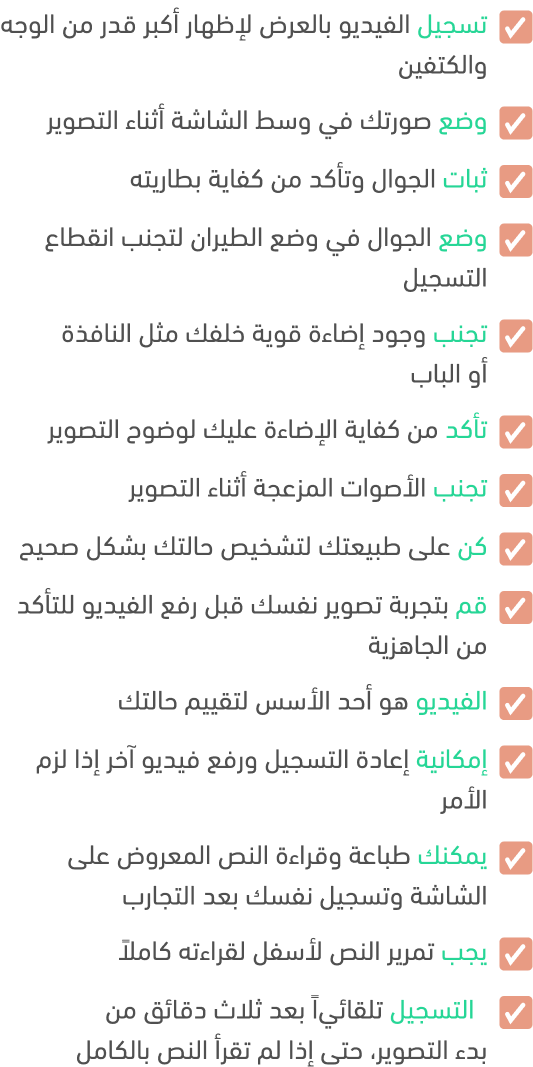 تسجيل الفيديو بالعرض لإظهار أكبر قدر من الوجه
والكتفين
وضع صورتك في وسط الشاشة أثناء التصوير
ثبات الجوال وتأكد من كفاية بطاريته
وضع الجوال في وضع الطيران لتجنب انقطاع
التسجيل
تجنب وجود إضاءة قوية خلفك مثل النافذة
أو الباب
تأكد من كفاية الإضاءة عليك لوضوح التصوير
تجنب الأصوات المزعجة أثناء التصوير
كن على طبيعتك لتشخيص حالتك بشكل صحيح
قم بتجربة تصوير نفسك قبل رفع الفيديو للتأكد
من الجاهزية
الفيديو هو أحد الأسس لتقييم حالتك
إمكانية إعادة التسجيل ورفع فيديو آخر إذا لزم
الأمر
يمكنك طباعة وقراءة النص المعروض على
الشاشة وتسجيل نفسك بعد التجارب
يجب تمرير النص لأسفل لقراءته كاملاً
التسجيل تلقائياً بعد ثلاث دقائق من
بدء التصوير، حتى إذا لم تقرأ النص بالكامل